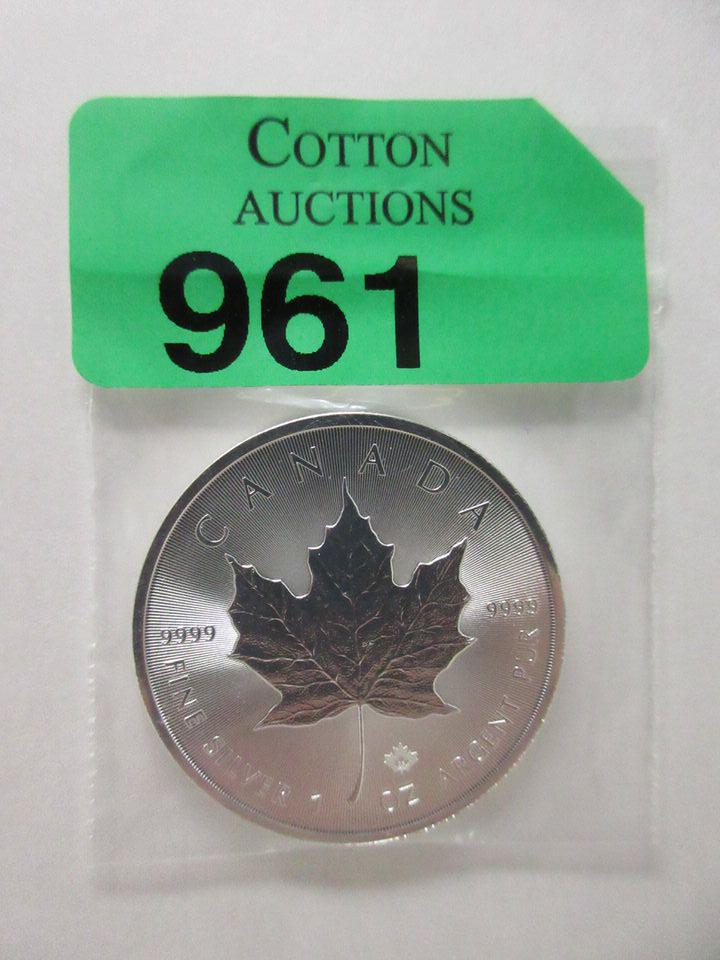 COTTON
AUCTIONS
961
CANADA
9999
9999
FINE SILVER 1 OZ ARGENT PUR